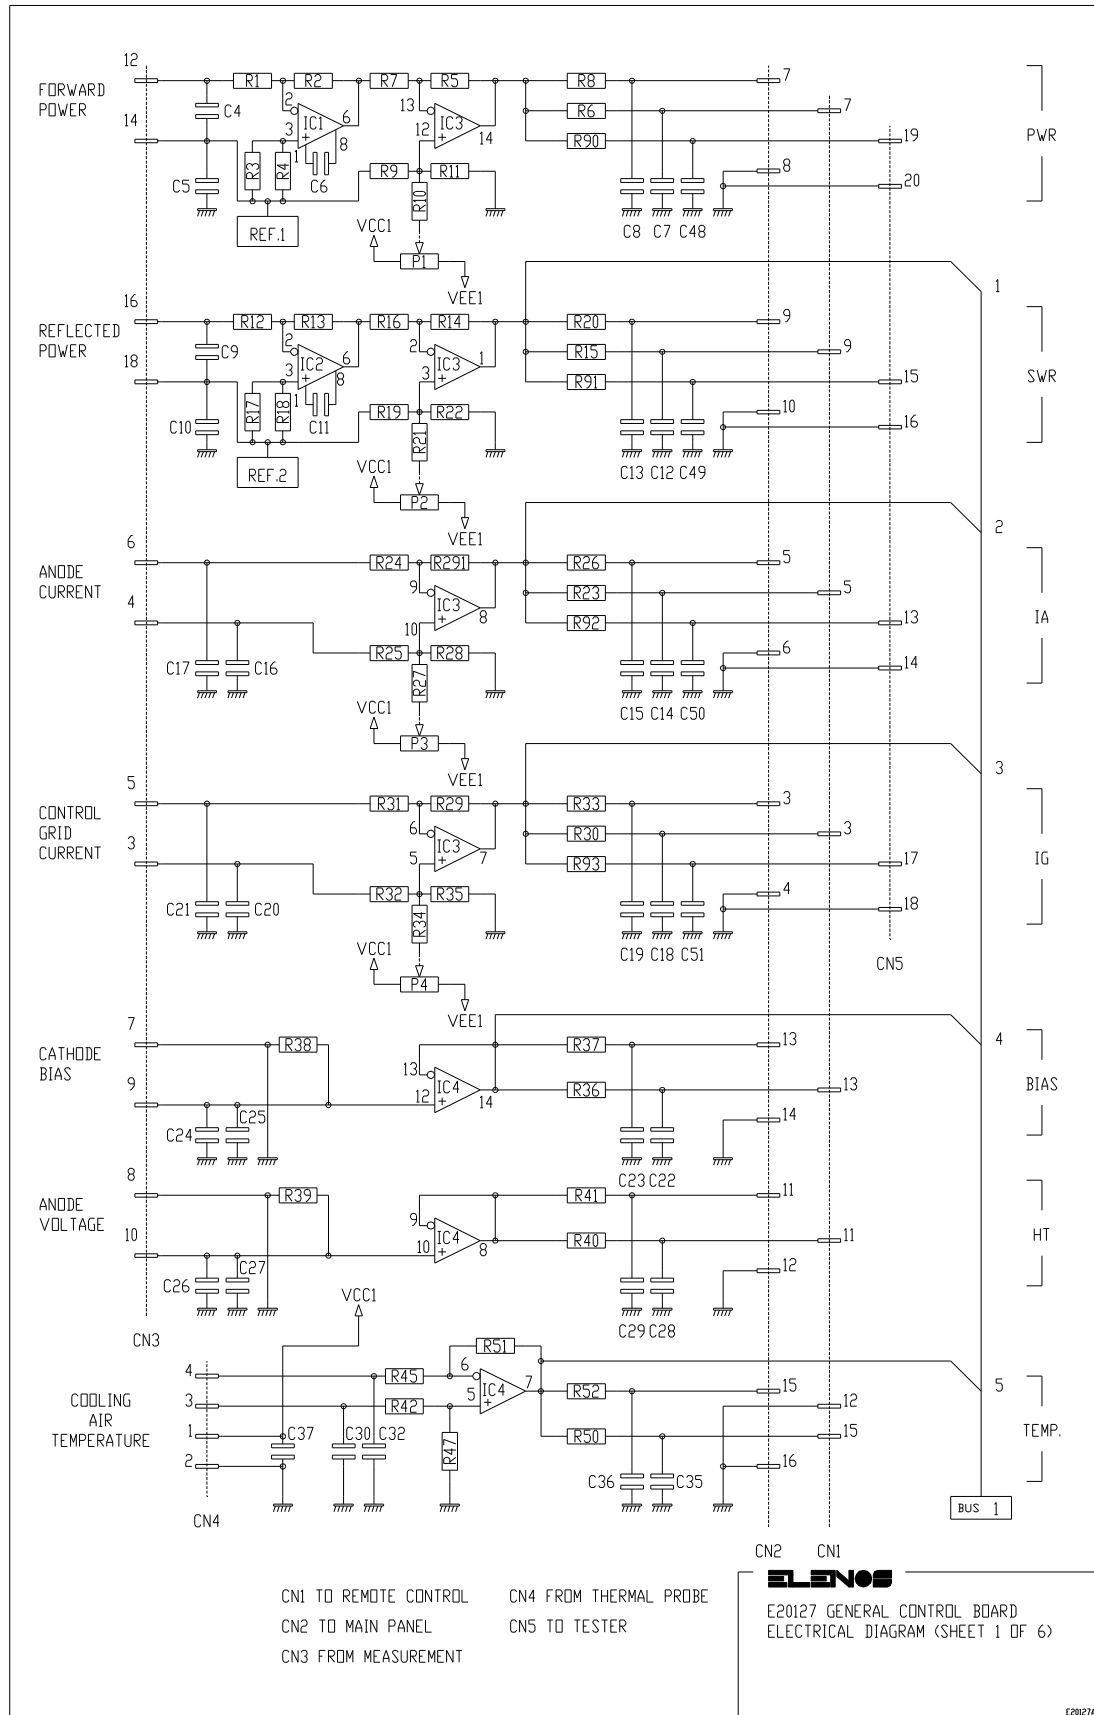 12
FORWARD
POWER
14
R1 R2 R7 R5 R8 7
C4 2 IC1 6 13 IC3 R6 7
3 + 1 8 12 + 14 R90 19
C5 R3 R4 C6 R9 R11 8 20
REF.1 R10 C8 C7 C48
VCC1 P1 VEE1
PWR
1
16
REFLECTED
POWER
18
R12 R13 R16 R14 R20 9
C9 2 IC2 6 2 IC3 1 R15 9
3 + 1 8 3 + R91 15
C10 R17 R18 C11 R19 R22 10 16
REF.2 R21 C13 C12 C49
VCC1 P2 VEE1
SWR
2
6
ANODE
CURRENT
4
R24 R291 R26 5
9 IC3 8 R23 5
10 + R92 13
C17 C16 R25 R28 6 14
R27 C15 C14 C50
VCC1 P3 VEE1
IA
3
5
CONTROL
GRID
CURRENT
3
R31 R29 R33 3
6 IC3 7 R30 3
5 + R93 17
C21 C20 R32 R35 4 18
R34 C19 C18 C51
VCC1 P4 VEE1
IG
CN5
4
7
CATHODE
BIAS
9
R38 R37 13
13 IC4 14 R36 13
12 +
C24 C25 14
C23 C22
BIAS
8
ANODE
VOLTAGE
10
R39 R41 11
9 IC4 8 R40 11
10 +
C26 C27 12
C29 C28
HT
CN3
VCC1
5
COOLING
AIR
TEMPERATURE
4 R45 R51 6 IC4 7 R52 15
3 R42 5 + 12
1 C37 C30 C32 R47 R50 15
2 16
C36 C35
TEMP.
CN4
BUS 1
CN2 CN1
CN1 TO REMOTE CONTROL
CN2 TO MAIN PANEL
CN3 FROM MEASUREMENT
CN4 FROM THERMAL PROBE
CN5 TO TESTER
ELENOS
E20127 GENERAL CONTROL BOARD
ELECTRICAL DIAGRAM (SHEET 1 OF 6)
E20127A